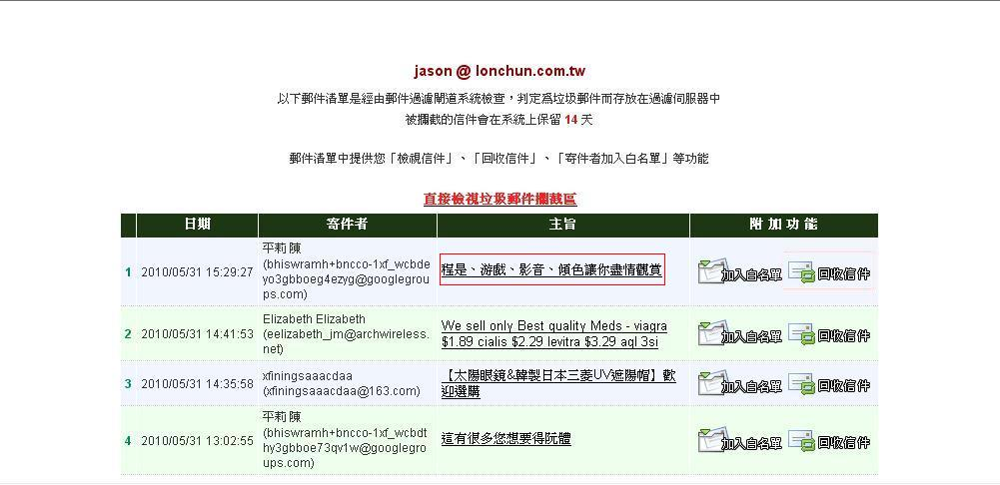 jason @ lonchun.com.tw
以下郵件清單是經由郵件過濾閘道系統檢查，判定為垃圾郵件而存放在過濾伺服器中
被攔截的信件會在系統上保留 14 天
郵件清單中提供您「檢視信件」、「回收信件」、「寄件者加入白名單」等功能
直接檢視垃圾郵件攔截區
日期 寄件者 主旨 附 加 功 能
1 2010/05/31 15:29:27 平莉 陳
(bhiswramh+bncco-1xf_wcbde
yo3gbboeg4ezyg@googlegrou
ps.com)
程是、游戲、影音、傾色讓你盡情觀賞
加入白名單 回收信件
2 2010/05/31 14:41:53 Elizabeth Elizabeth
(eelizabeth_jm@archwireless.
net)
We sell only Best quality Meds - viagra
$1.89 cialis $2.29 levitra $3.29 aql 3si
加入白名單 回收信件
3 2010/05/31 14:35:58 xfiningsaaacdaa
(xfiningsaaacdaa@163.com)
【太陽眼鏡&韓製日本三菱UV遮陽帽】歡
迎選購
加入白名單 回收信件
4 2010/05/31 13:02:55 平莉 陳
(bhiswramh+bncco-1xf_wcbdt
hy3gbboe73qv1w@googlegro
ups.com)
這有很多您想要得阮體
加入白名單 回收信件